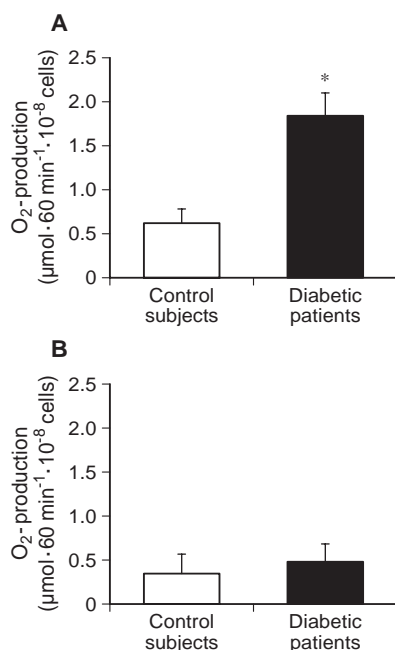 A
O₂-production
(µmol·60 min⁻¹·10⁻⁸ cells)
2.5
2.0
1.5
1.0
0.5
0
*
Control
subjects
Diabetic
patients
B
O₂-production
(µmol·60 min⁻¹·10⁻⁸ cells)
2.5
2.0
1.5
1.0
0.5
0
Control
subjects
Diabetic
patients